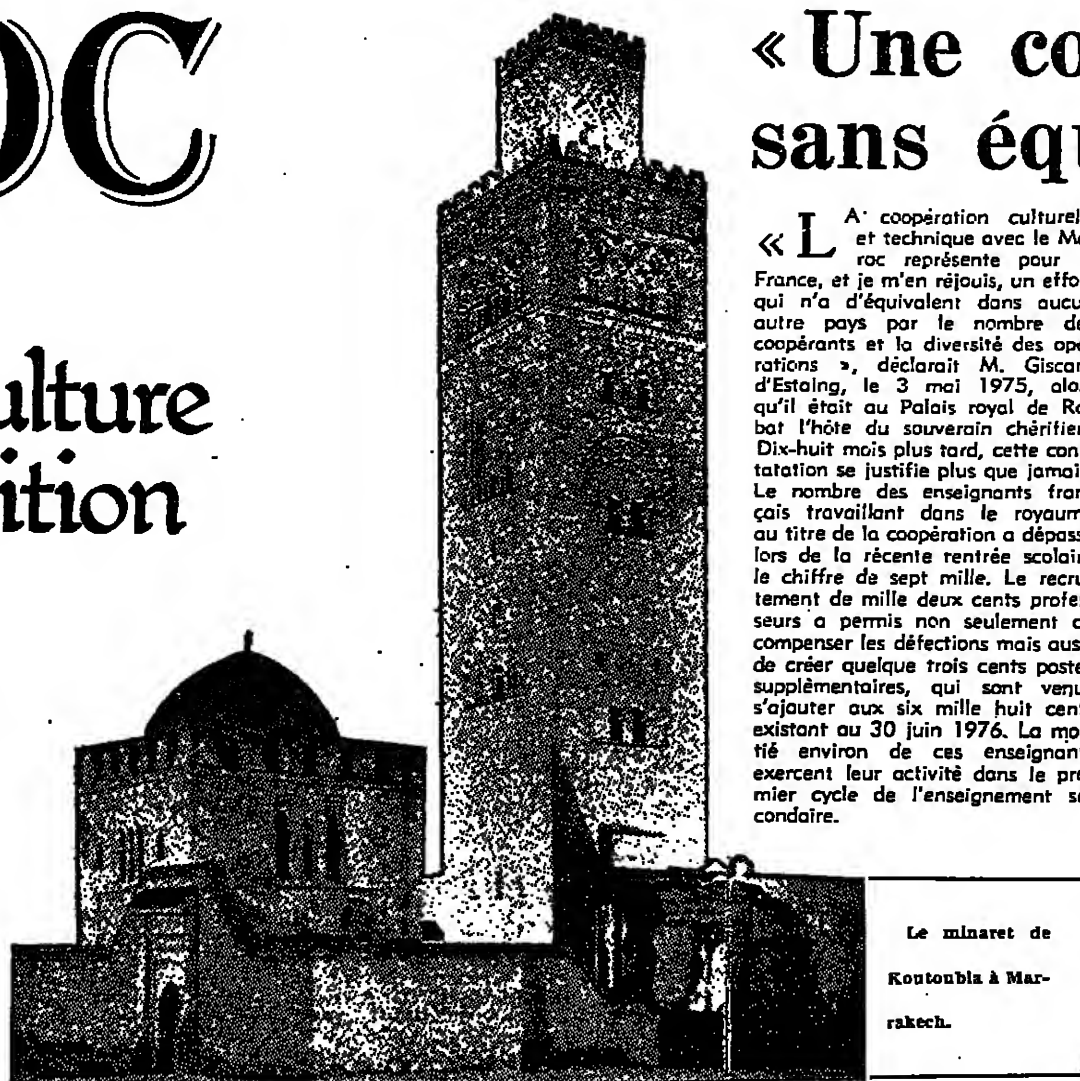 OC
ulture
ition
« Une co
sans équ
« LA coopération culturel
et technique avec le Ma
roc représente pour
France, et je m'en réjouis, un effo
qui n'a d'équivalent dans aucu
autre pays par le nombre de
coopérants et la diversité des opé
rations », déclarait M. Giscar
d'Estaing, le 3 mai 1975, alo
qu'il était au Palais royal de Ra
bat l'hôte du souverain chérifien
Dix-huit mois plus tard, cette cons
tatation se justifie plus que jamai
Le nombre des enseignants fran
çais travaillant dans le royaum
au titre de la coopération a dépass
lors de la récente rentrée scolair
le chiffre de sept mille. Le recru
tement de mille deux cents profes
seurs a permis non seulement d
compenser les défections mais auss
de créer quelque trois cents poste
supplémentaires, qui sont venu
s'ajouter aux six mille huit cent
existant au 30 juin 1976. La moi
tié environ de ces enseignant
exercent leur activité dans le pre
mier cycle de l'enseignement se
condaire.
Le minaret de
Koutoubia à Mar-
rakech.